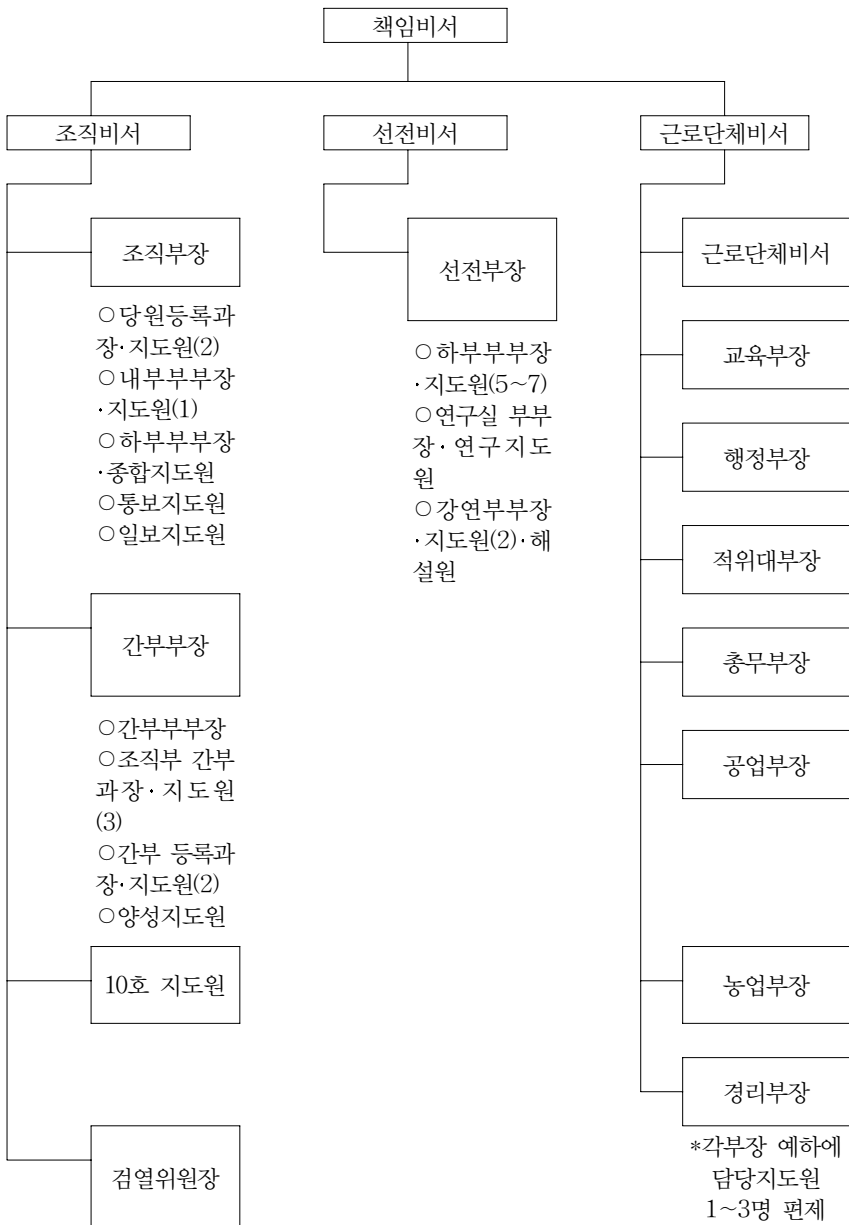 책임비서
조직비서
선전비서
근로단체비서
조직부장
○당원등록과
장·지도원(2)
○내부부부장
·지도원(1)
○하부부부장
·종합지도원
○통보지도원
○일보지도원
간부부장
○간부부부장
○조직부 간부
과장·지도원
(3)
○간부 등록과
장·지도원(2)
○양성지도원
10호 지도원
검열위원장
선전부장
○하부부부장
·지도원(5~7)
○연구실 부부
장·연구지도
원
○강연부부장
·지도원(2)·해
설원
근로단체비서
교육부장
행정부장
적위대부장
총무부장
공업부장
농업부장
경리부장
*각부장 예하에
담당지도원
1~3명 편제